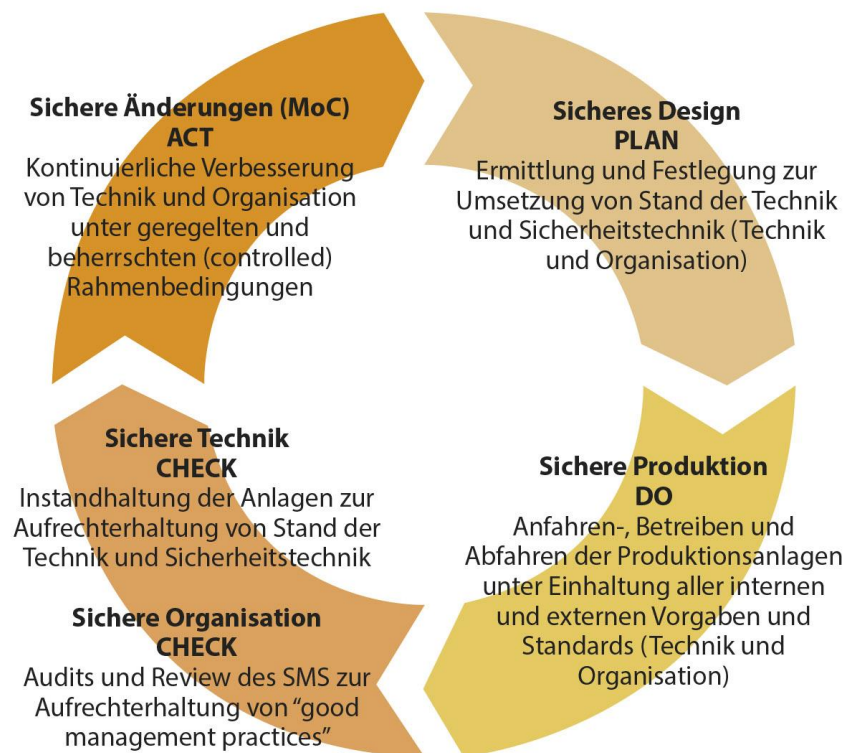 Sichere Änderungen (MoC)
ACT
Kontinuierliche Verbesserung
von Technik und Organisation
unter geregelten und
beherrschten (controlled)
Rahmenbedingungen
Sicheres Design
PLAN
Ermittlung und Festlegung zur
Umsetzung von Stand der Technik
und Sicherheitstechnik (Technik
und Organisation)
Sichere Technik
CHECK
Instandhaltung der Anlagen zur
Aufrechterhaltung von Stand der
Technik und Sicherheitstechnik
Sichere Organisation
CHECK
Audits und Review des SMS zur
Aufrechterhaltung von “good
management practices”
Sichere Produktion
DO
Anfahren-, Betreiben und
Abfahren der Produktionsanlagen
unter Einhaltung aller internen
und externen Vorgaben und
Standards (Technik und
Organisation)